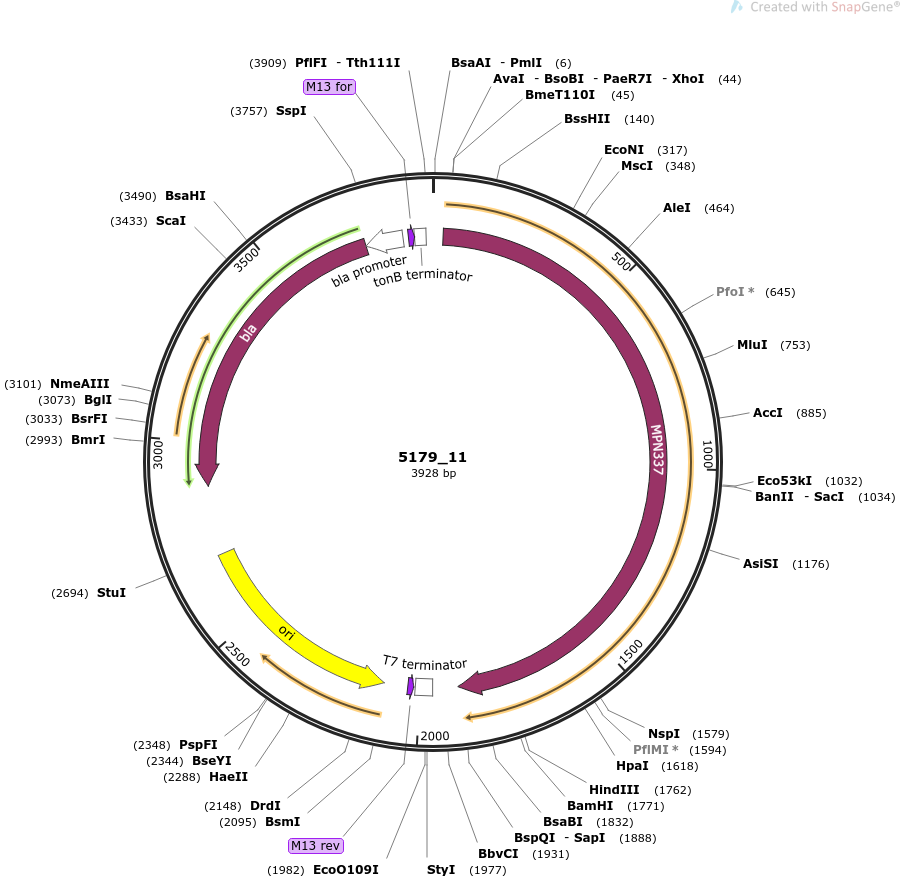 Created with SnapGene®
(3909) PflFI - Tth111I
BsaAI - PmlI (6)
M13 for
AvaI - BsoBI - PaeR7I - XhoI (44)
BmeT110I (45)
(3757) SspI
BssHII (140)
EcoNI (317)
MscI (348)
(3490) BsaHI
AleI (464)
(3433) ScaI
3500
500
bla promoter
tonB terminator
PfoI * (645)
bla
MluI (753)
(3101) NmeAIII
(3073) BglI
AccI (885)
(3033) BsrFI
(2993) BmrI
3000
MPN337
1000
5179_11
3928 bp
Eco53kI (1032)
BanII - SacI (1034)
AsiSI (1176)
(2694) StuI
ori
2500
T7 terminator
1500
2000
NspI (1579)
(2348) PspFI
PflMI * (1594)
(2344) BseYI
HpaI (1618)
(2288) HaeII
HindIII (1762)
(2148) DrdI
BamHI (1771)
(2095) BsmI
BsaBI (1832)
BspQI - SapI (1888)
M13 rev
BbvCI (1931)
(1982) EcoO109I
StyI (1977)